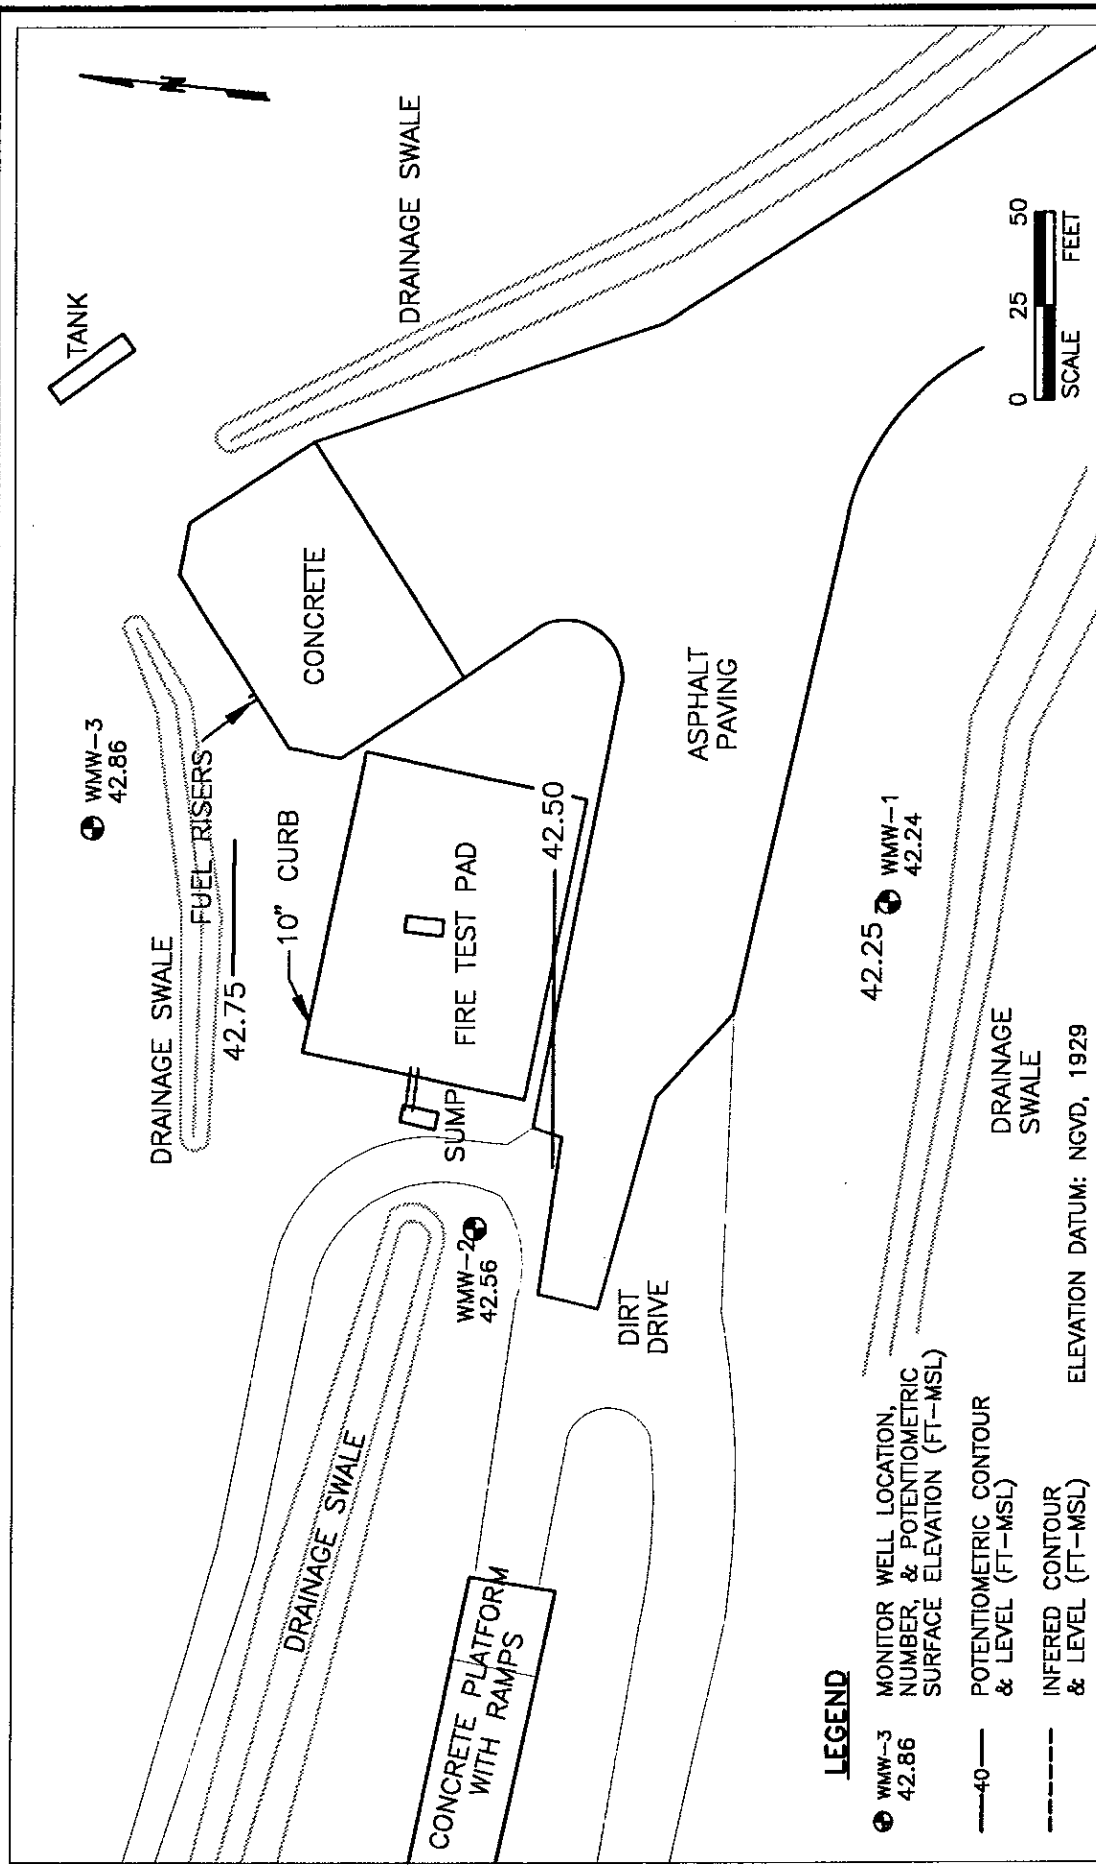 N
TANK
DRAINAGE SWALE
WMW-3
42.86
DRAINAGE SWALE
FUEL RISERS
CONCRETE
42.75
10" CURB
FIRE TEST PAD
SUMP
42.50
ASPHALT
PAVING
WMW-2
42.56
DIRT
DRIVE
42.25
WMW-1
42.24
DRAINAGE
SWALE
DRAINAGE SWALE
CONCRETE PLATFORM
WITH RAMPS
0 25 50
SCALE FEET
LEGEND
WMW-3
42.86
MONITOR WELL LOCATION,
NUMBER, & POTENTIOMETRIC
SURFACE ELEVATION (FT-MSL)
40
POTENTIOMETRIC CONTOUR
& LEVEL (FT-MSL)
INFERED CONTOUR
& LEVEL (FT-MSL)
ELEVATION DATUM: NGVD, 1929